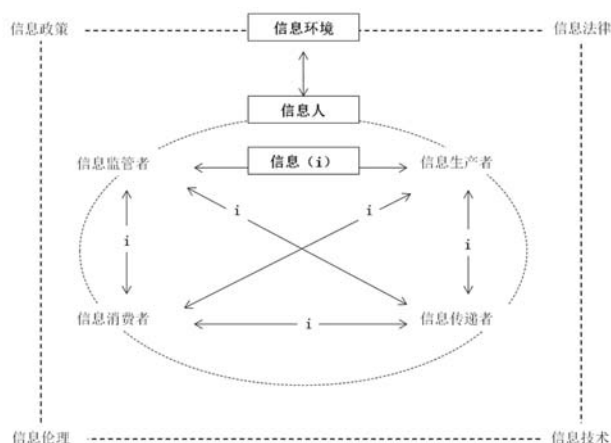 信息政策
信息环境
信息法律
信息人
信息监管者
信息（i）
信息生产者
i
i
i
i
信息消费者
i
信息传递者
信息伦理
信息技术